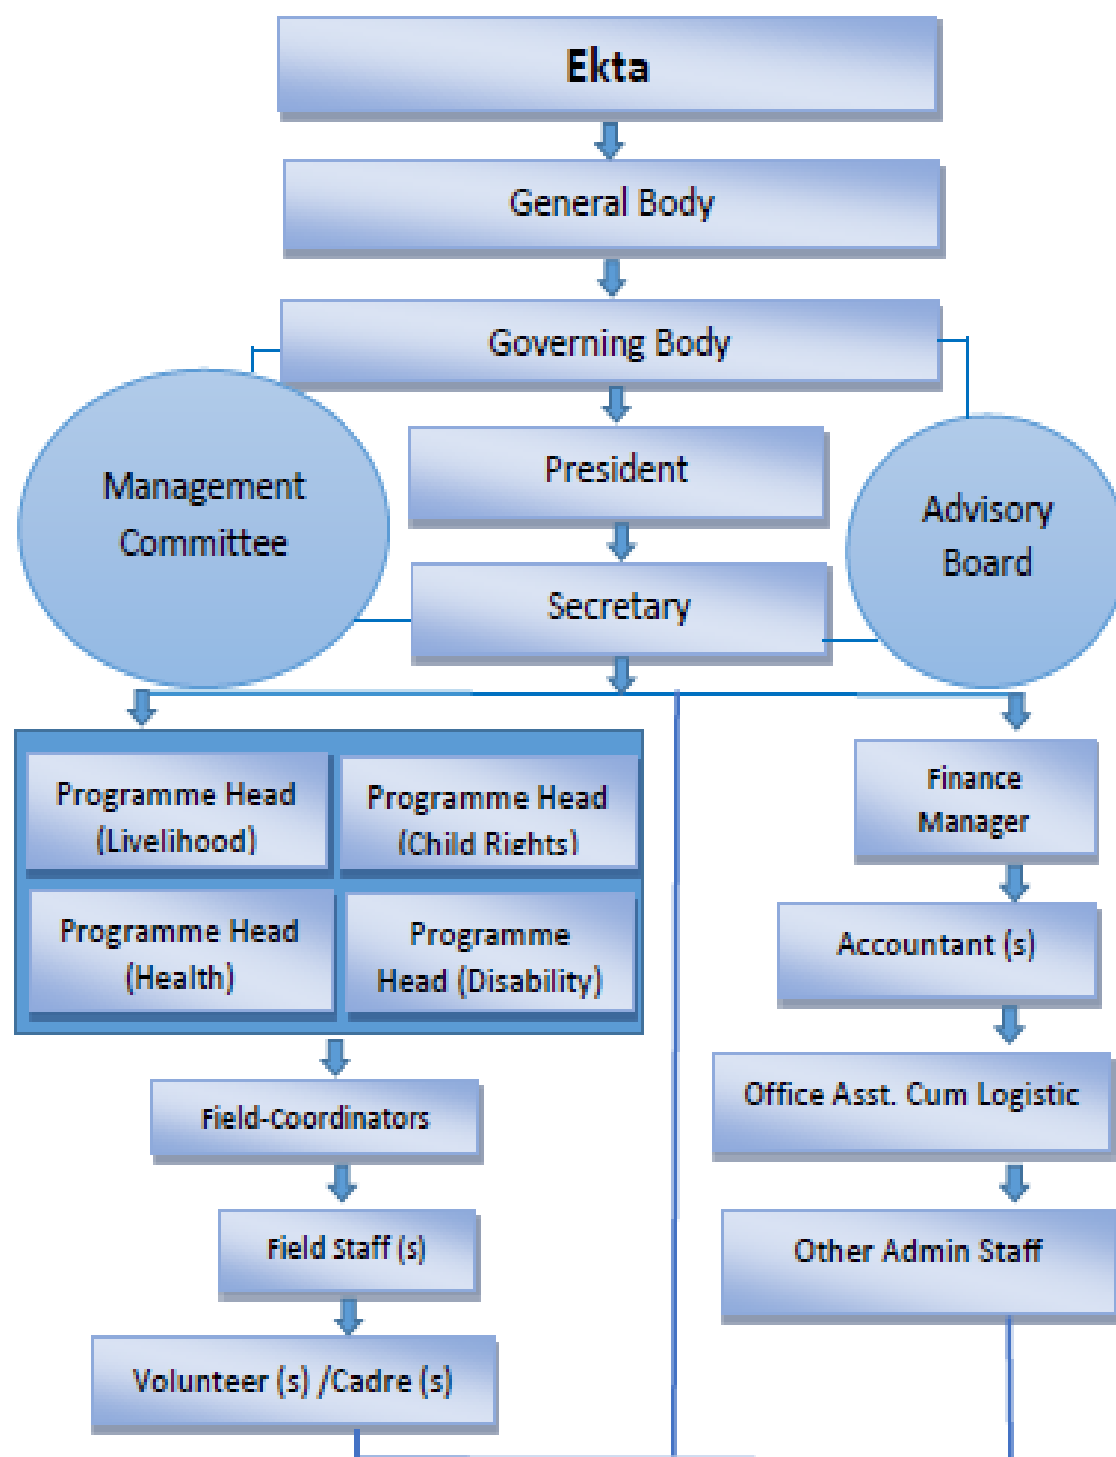 Ekta
General Body
Governing Body
Management
Committee
President
Advisory
Board
Secretary
Programme Head
(Livelihood)
Programme Head
(Child Rights)
Programme Head
(Health)
Programme
Head (Disability)
Finance
Manager
Accountant (s)
Office Asst. Cum Logistic
Other Admin Staff
Field-Coordinators
Field Staff (s)
Volunteer (s) /Cadre (s)